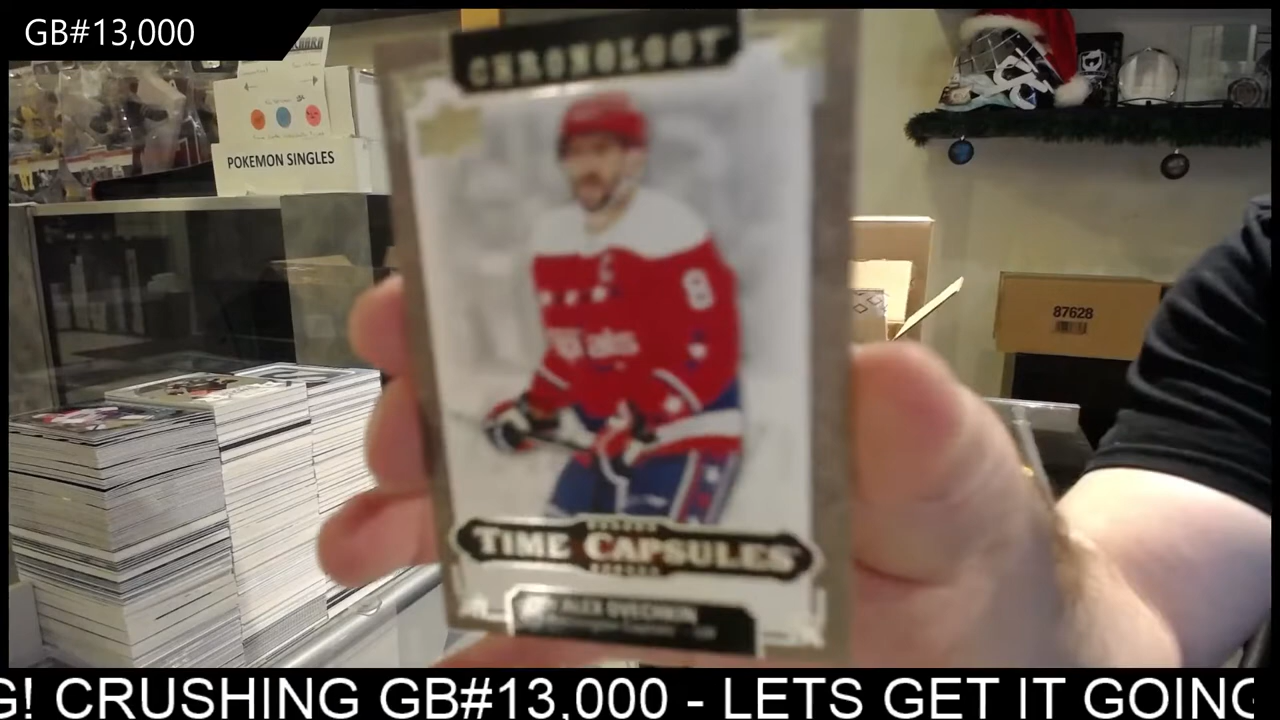 GB#13,000
POKEMON SINGLES
CHRONOLOGY
87628
8
TIME CAPSULES
ALEX OVECHKIN
G! CRUSHING GB#13,000 - LETS GET IT GOING